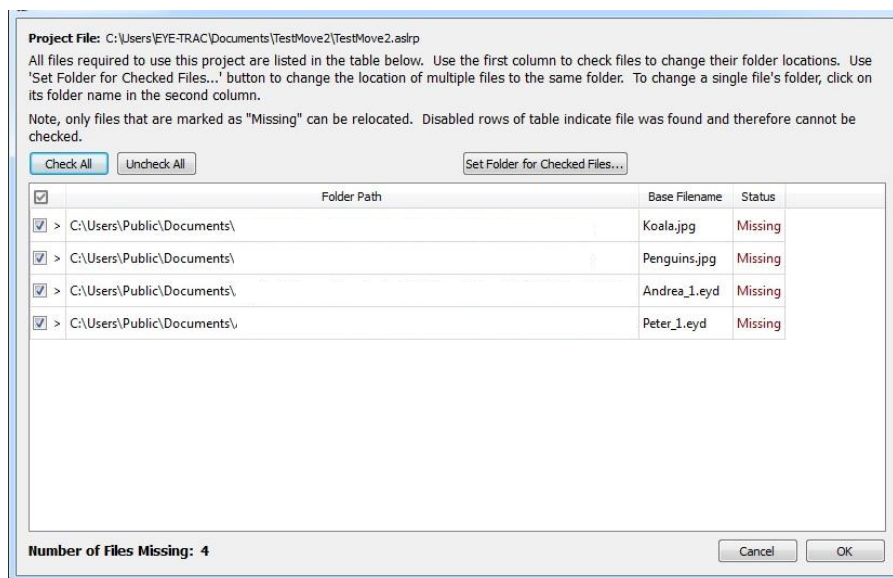 Project File: C:\Users\EYE-TRAC\Documents\TestMove2\TestMove2.aslrp
All files required to use this project are listed in the table below. Use the first column to check files to change their folder locations. Use
'Set Folder for Checked Files...' button to change the location of multiple files to the same folder. To change a single file's folder, click on
its folder name in the second column.
Note, only files that are marked as "Missing" can be relocated. Disabled rows of table indicate file was found and therefore cannot be
checked.
Check All Uncheck All Set Folder for Checked Files...
Folder Path Base Filename Status
> C:\Users\Public\Documents\ Koala.jpg Missing
> C:\Users\Public\Documents\ Penguins.jpg Missing
> C:\Users\Public\Documents\ Andrea_1.eyd Missing
> C:\Users\Public\Documents\ Peter_1.eyd Missing
Number of Files Missing: 4 Cancel OK